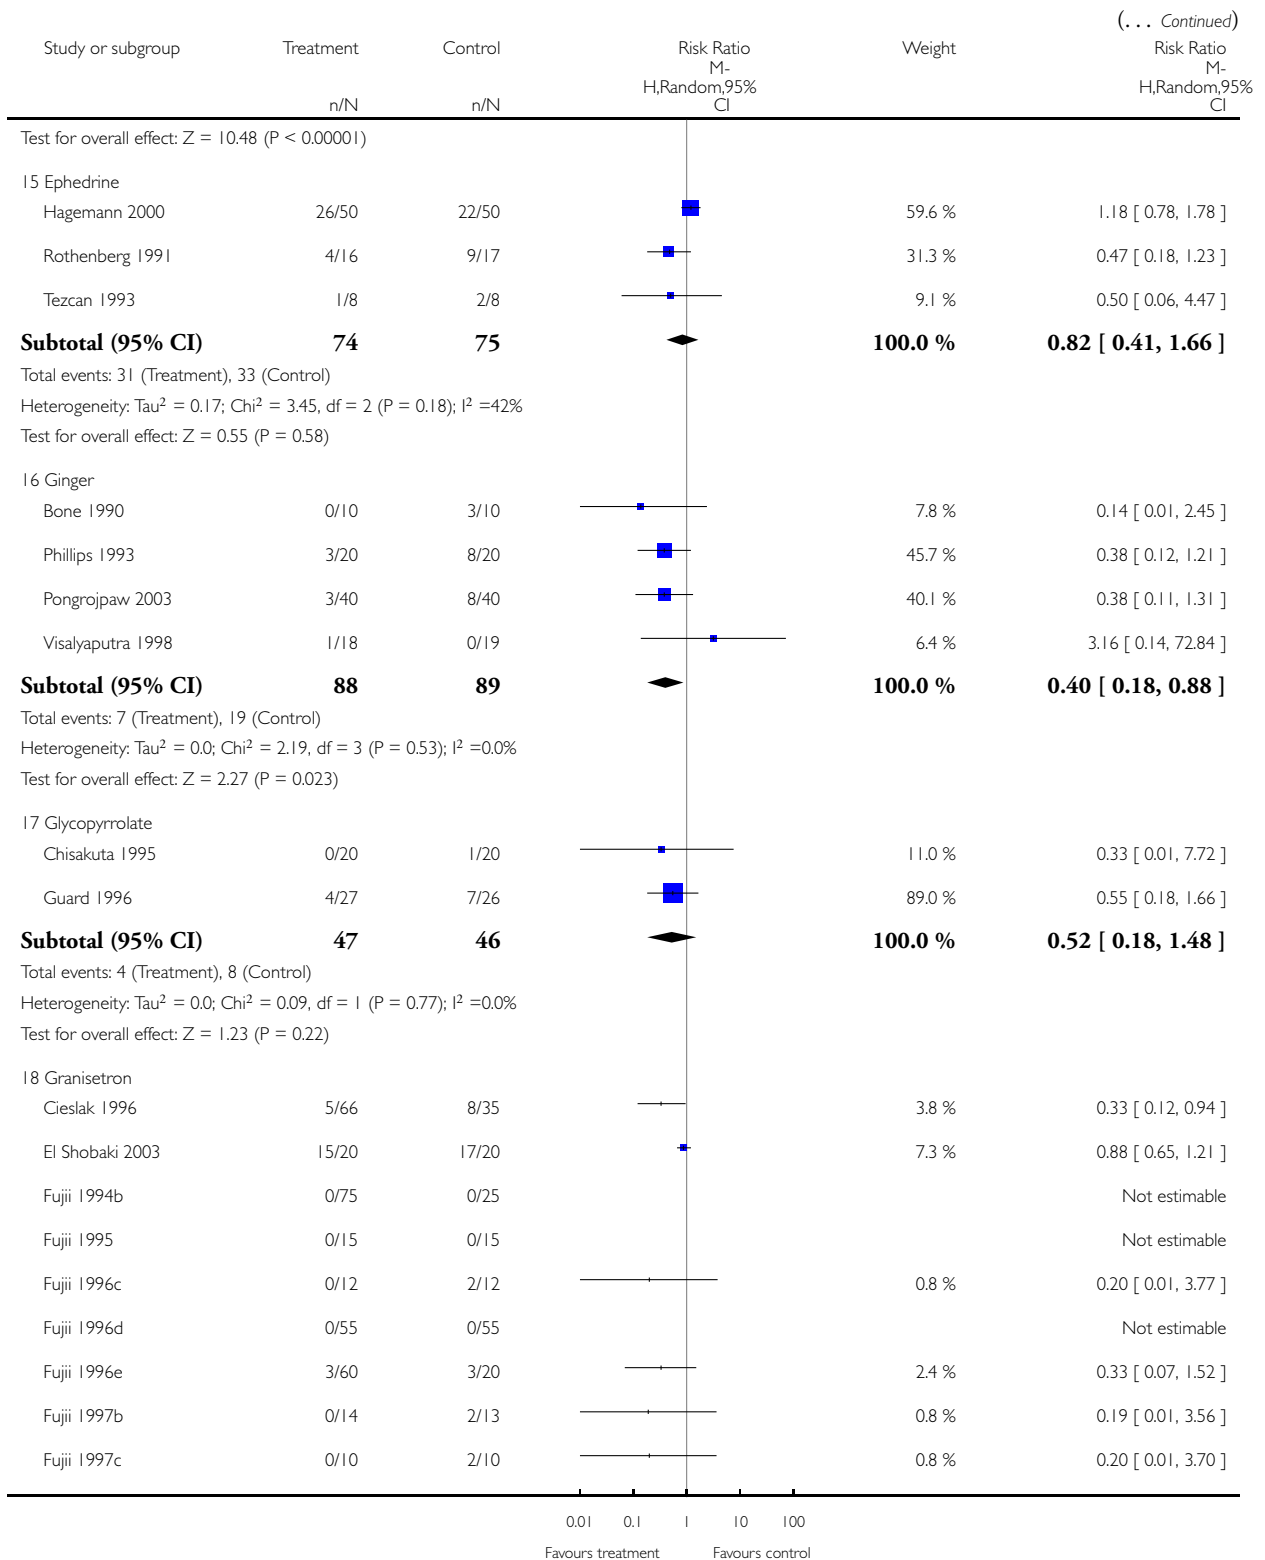 (... Continued)
Study or subgroup Treatment Control Risk Ratio Weight Risk Ratio
M- M-
H,Random,95% H,Random,95%
n/N n/N CI CI
Test for overall effect: Z = 10.48 (P < 0.00001)
15 Ephedrine
Hagemann 2000 26/50 22/50 59.6 % 1.18 [ 0.78, 1.78 ]
Rothenberg 1991 4/16 9/17 31.3 % 0.47 [ 0.18, 1.23 ]
Tezcan 1993 1/8 2/8 9.1 % 0.50 [ 0.06, 4.47 ]
Subtotal (95% CI) 74 75 100.0 % 0.82 [ 0.41, 1.66 ]
Total events: 31 (Treatment), 33 (Control)
Heterogeneity: Tau² = 0.17; Chi² = 3.45, df = 2 (P = 0.18); I² =42%
Test for overall effect: Z = 0.55 (P = 0.58)
16 Ginger
Bone 1990 0/10 3/10 7.8 % 0.14 [ 0.01, 2.45 ]
Phillips 1993 3/20 8/20 45.7 % 0.38 [ 0.12, 1.21 ]
Pongrojpaw 2003 3/40 8/40 40.1 % 0.38 [ 0.11, 1.31 ]
Visalyaputra 1998 1/18 0/19 6.4 % 3.16 [ 0.14, 72.84 ]
Subtotal (95% CI) 88 89 100.0 % 0.40 [ 0.18, 0.88 ]
Total events: 7 (Treatment), 19 (Control)
Heterogeneity: Tau² = 0.0; Chi² = 2.19, df = 3 (P = 0.53); I² =0.0%
Test for overall effect: Z = 2.27 (P = 0.023)
17 Glycopyrrolate
Chisakuta 1995 0/20 1/20 11.0 % 0.33 [ 0.01, 7.72 ]
Guard 1996 4/27 7/26 89.0 % 0.55 [ 0.18, 1.66 ]
Subtotal (95% CI) 47 46 100.0 % 0.52 [ 0.18, 1.48 ]
Total events: 4 (Treatment), 8 (Control)
Heterogeneity: Tau² = 0.0; Chi² = 0.09, df = 1 (P = 0.77); I² =0.0%
Test for overall effect: Z = 1.23 (P = 0.22)
18 Granisetron
Cieslak 1996 5/66 8/35 3.8 % 0.33 [ 0.12, 0.94 ]
El Shobaki 2003 15/20 17/20 7.3 % 0.88 [ 0.65, 1.21 ]
Fujii 1994b 0/75 0/25 Not estimable
Fujii 1995 0/15 0/15 Not estimable
Fujii 1996c 0/12 2/12 0.8 % 0.20 [ 0.01, 3.77 ]
Fujii 1996d 0/55 0/55 Not estimable
Fujii 1996e 3/60 3/20 2.4 % 0.33 [ 0.07, 1.52 ]
Fujii 1997b 0/14 2/13 0.8 % 0.19 [ 0.01, 3.56 ]
Fujii 1997c 0/10 2/10 0.8 % 0.20 [ 0.01, 3.70 ]
0.01 0.1 1 10 100
Favours treatment Favours control